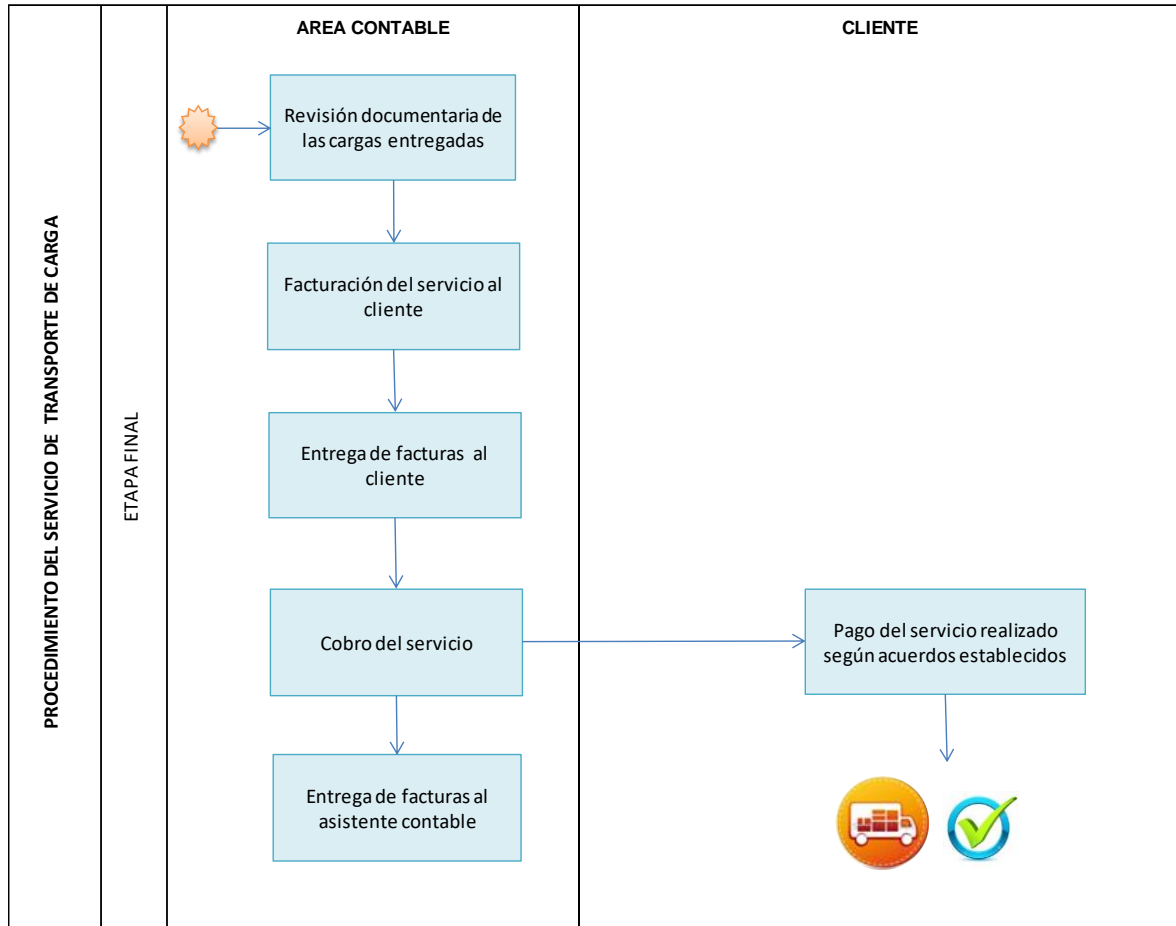 AREA CONTABLE
CLIENTE
PROCEDIMIENTO DEL SERVICIO DE TRANSPORTE DE CARGA
ETAPA FINAL
Revisión documentaria de
las cargas entregadas
Facturación del servicio al
cliente
Entrega de facturas al
cliente
Cobro del servicio
Pago del servicio realizado
según acuerdos establecidos
Entrega de facturas al
asistente contable